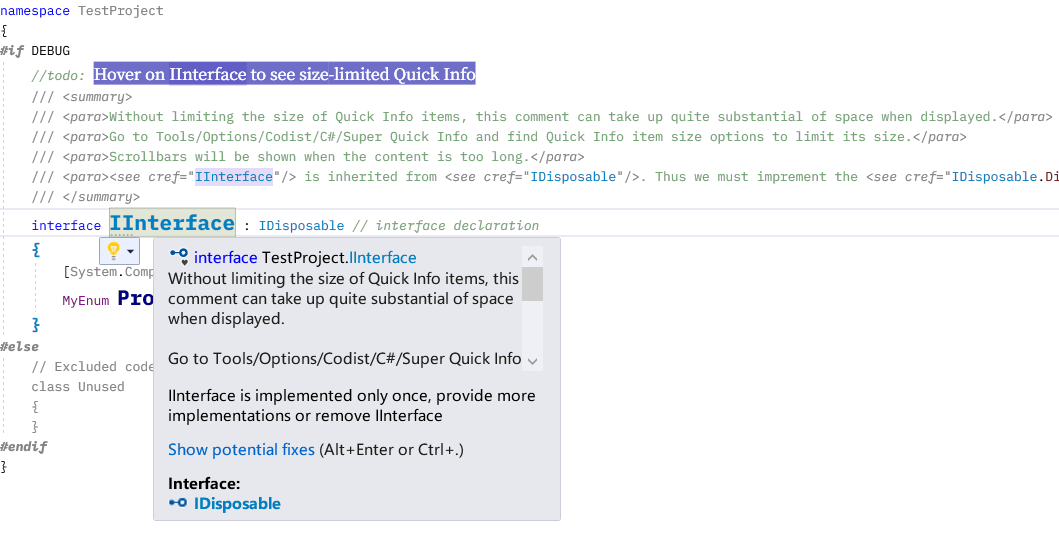 namespace TestProject
{
#if DEBUG
//todo: Hover on IInterface to see size-limited Quick Info
/// <summary>
/// <para>Without limiting the size of Quick Info items, this comment can take up quite substantial of space when displayed.</para>
/// <para>Go to Tools/Options/Codist/C#/Super Quick Info and find Quick Info item size options to limit its size.</para>
/// <para>Scrollbars will be shown when the content is too long.</para>
/// <para><see cref="IInterface"/> is inherited from <see cref="IDisposable"/>. Thus we must imprement the <see cref="IDisposable.Di
/// </summary>
interface IInterface : IDisposable // interface declaration
{
[System.Comp
MyEnum Pro
}
interface TestProject.IInterface
Without limiting the size of Quick Info items, this
comment can take up quite substantial of space
when displayed.
Go to Tools/Options/Codist/C#/Super Quick Info
IInterface is implemented only once, provide more
implementations or remove IInterface
Show potential fixes (Alt+Enter or Ctrl+.)
Interface:
IDisposable
#else
// Excluded code
class Unused
{
}
#endif
}